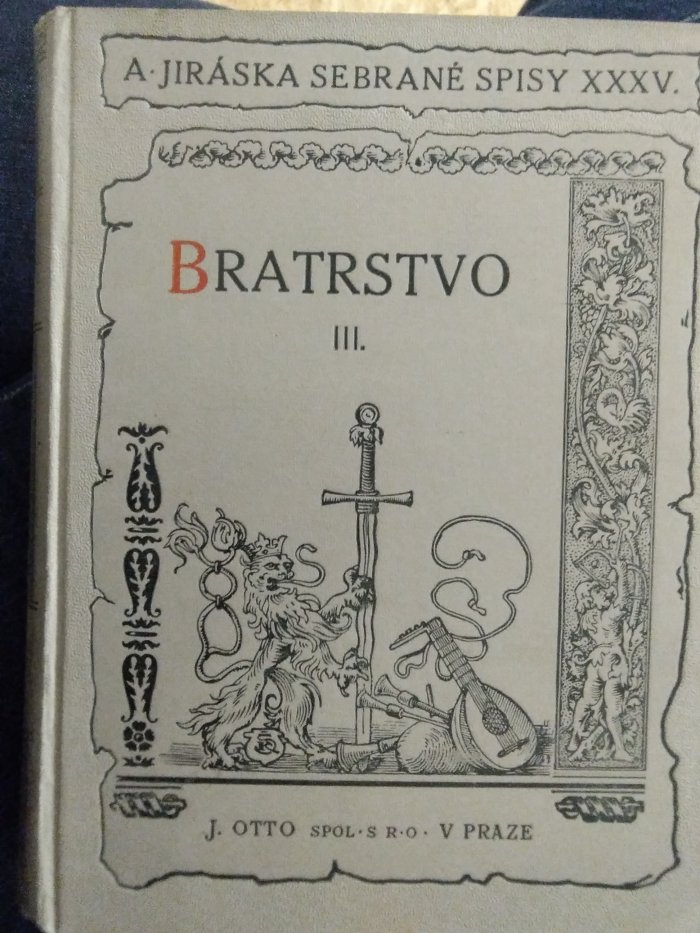 A·JIRÁSKA SEBRANÉ SPISY XXXV.
BRATRSTVO
III.
J. OTTO SPOL·S R·O· V PRAZE